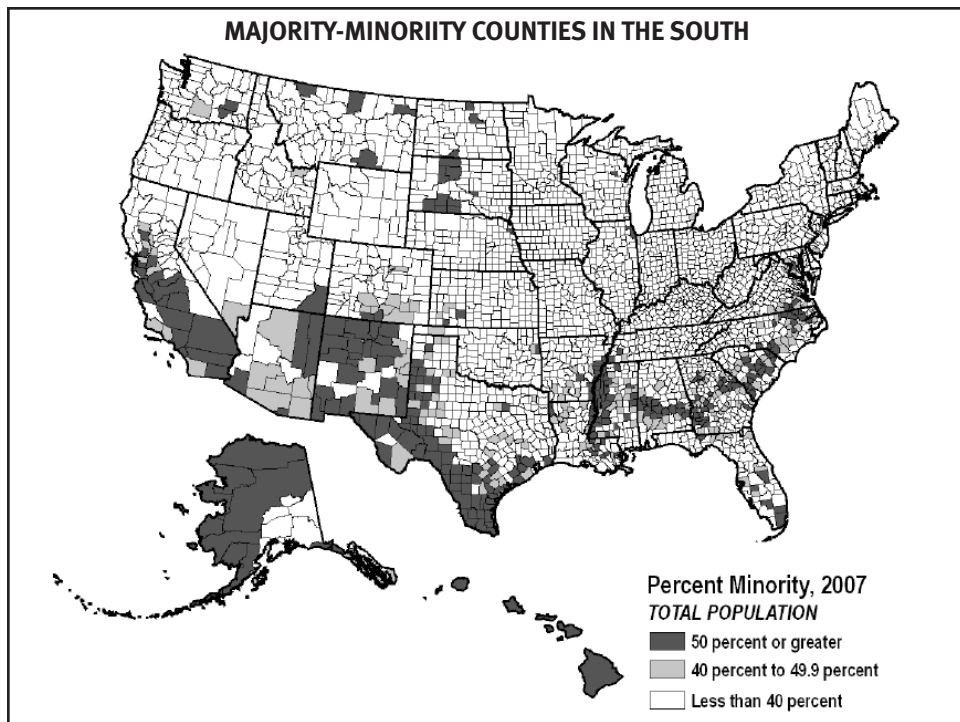 MAJORITY-MINORIITY COUNTIES IN THE SOUTH
Percent Minority, 2007
TOTAL POPULATION
50 percent or greater
40 percent to 49.9 percent
Less than 40 percent